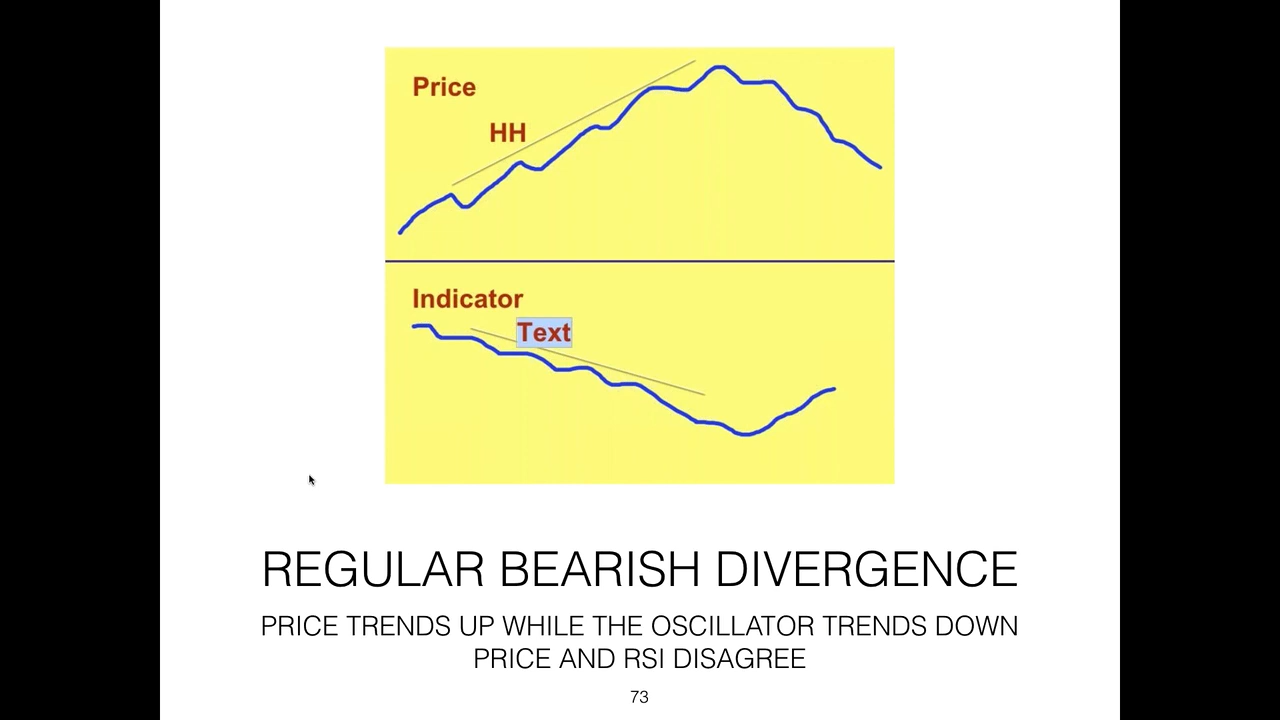 Price
HH
Indicator
Text
REGULAR BEARISH DIVERGENCE
PRICE TRENDS UP WHILE THE OSCILLATOR TRENDS DOWN
PRICE AND RSI DISAGREE
73